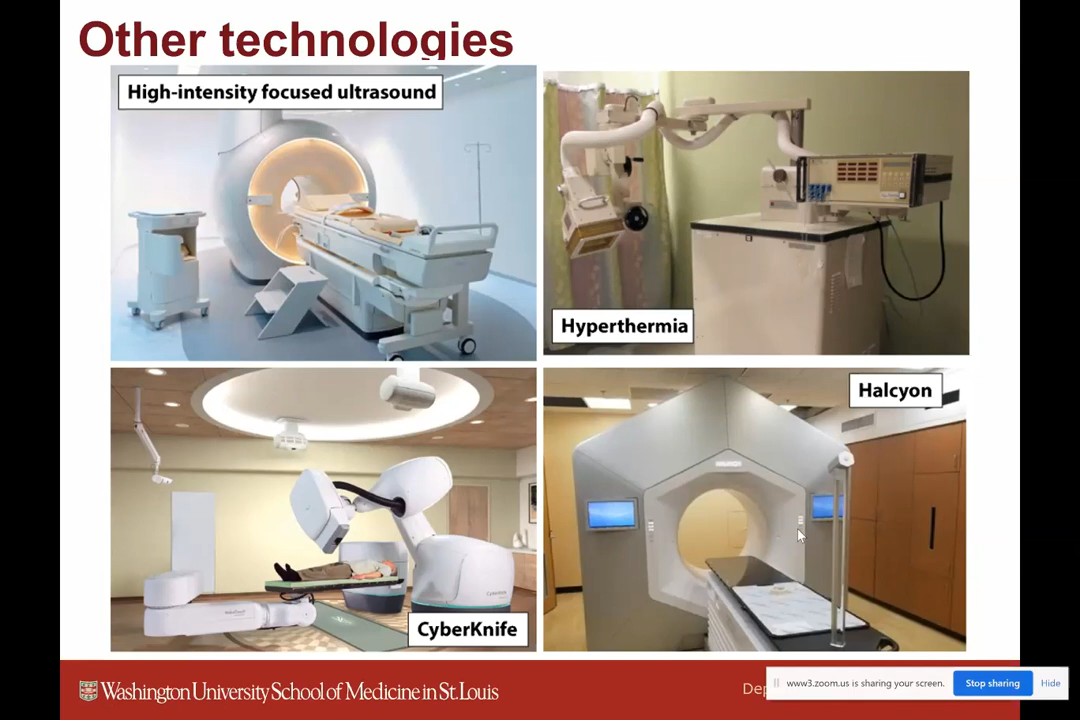 Other technologies
High-intensity focused ultrasound
Hyperthermia
CyberKnife
Halcyon
Washington University School of Medicine in St. Louis
www3.zoom.us is sharing your screen.
Stop sharing
Hide